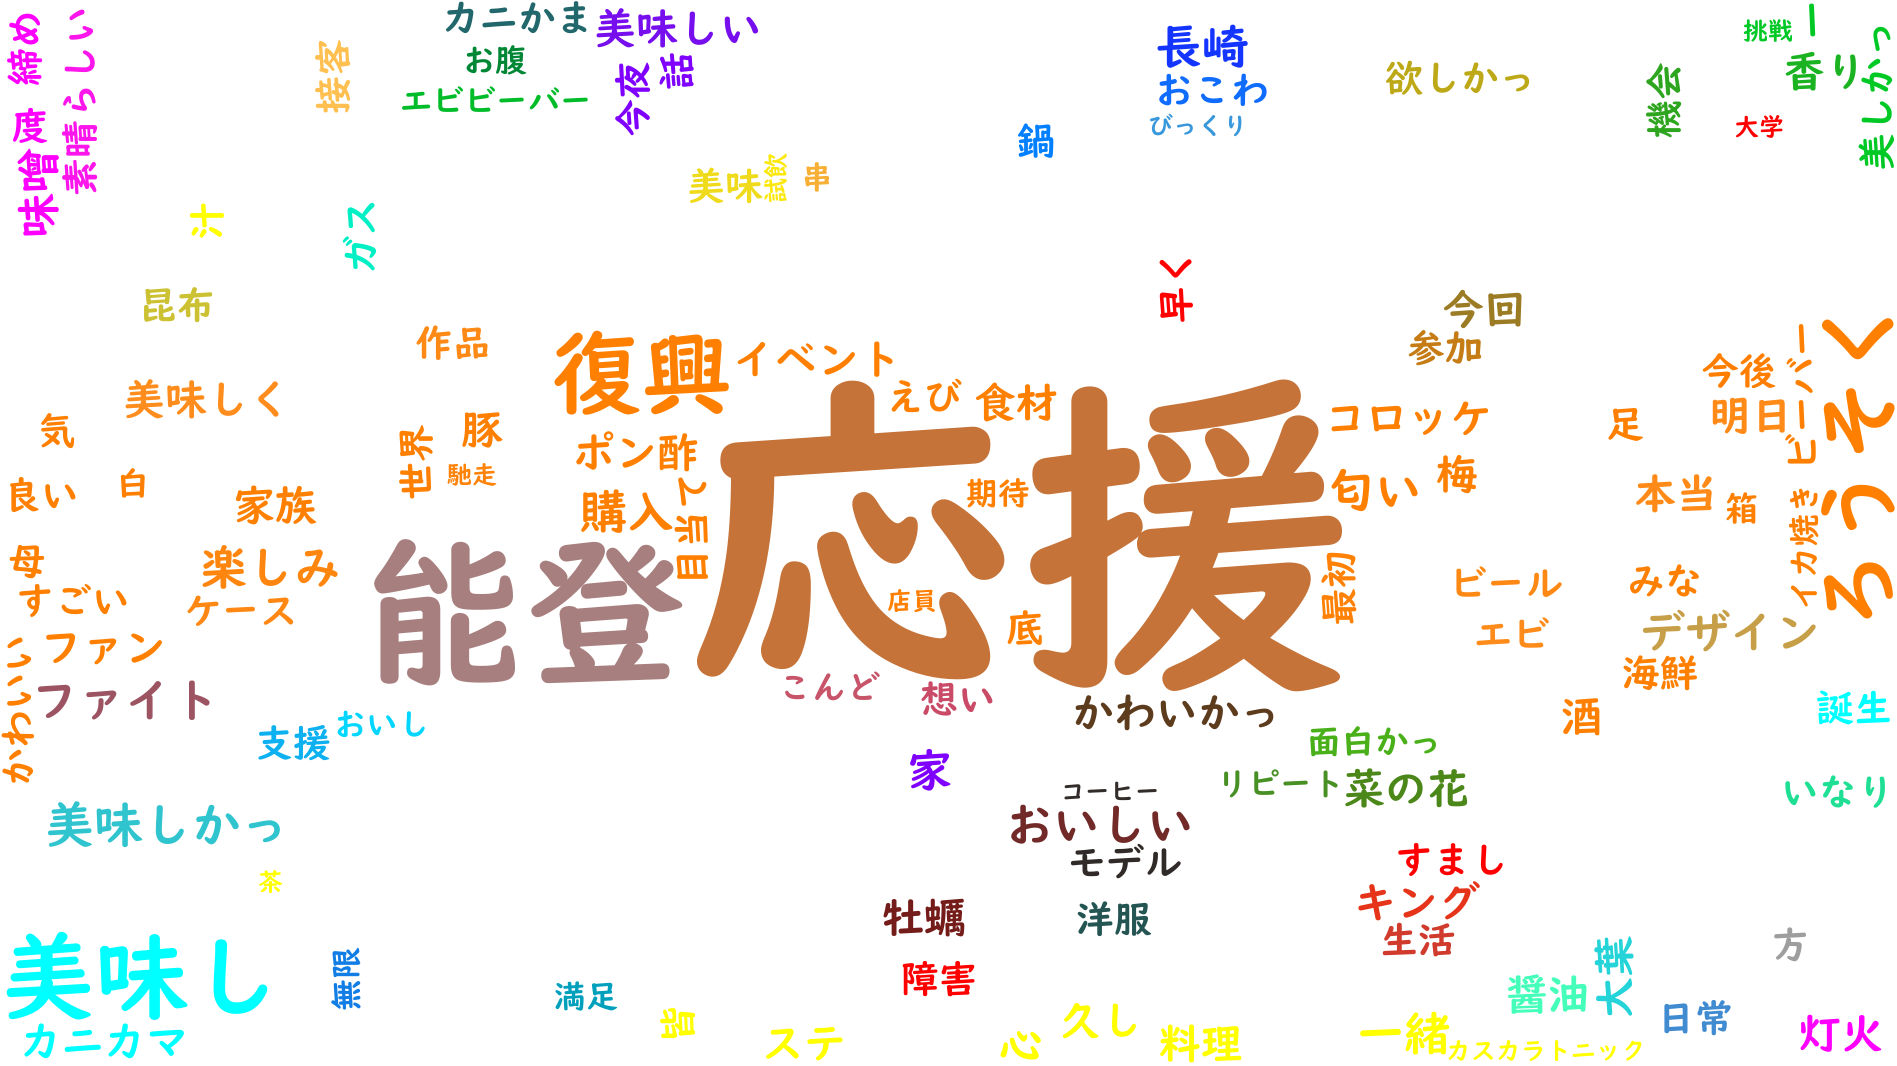 締め
素晴らしい
接客
カニかま
お腹
エビビーバー
美味しい
今夜
話
長崎
おこわ
びっくり
鍋
欲しかっ
機会
挑戦
ー
香り
大学
美しかっ
味噌
度
汁
ガス
美味
試飲
串
早く
昆布
作品
美味しく
復興
イベント
今回
参加
えび
食材
応援
気
世界
豚
馳走
ポン酢
購入
目当て
期待
コロッケ
匂い
梅
足
今後
明日
ビーバー
ろうそく
良い
白
家族
本当
箱
イカ焼き
母
楽しみ
すごい
ケース
能登
店員
底
最初
ビール
エビ
みな
デザイン
海鮮
ファン
かわいい
ファイト
支援
おいし
こんど
想い
かわいかっ
酒
誕生
家
面白かっ
リピート
菜の花
いなり
美味しかっ
コーヒー
おいしい
モデル
すまし
キング
生活
茶
牡蠣
洋服
障害
美味し
カニカマ
無限
満足
皆
ステ
心
久し
料理
一緒
カスカラトニック
醤油
大葉
日常
方
灯火